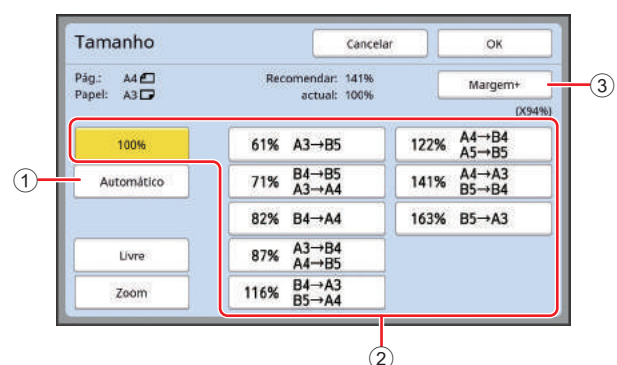 Tamanho
Cancelar
OK
Pág.: A4
Papel: A3
Recomendar: 141%
actual: 100%
Margem+
(X94%)
100%
Automático
Livre
Zoom
61% A3→B5
71% B4→B5
A3→A4
82% B4→A4
87% A3→B4
A4→B5
116% B4→A3
B5→A4
122% A4→B4
A5→B5
141% A4→A3
B5→B4
163% B5→A3
1
2
3